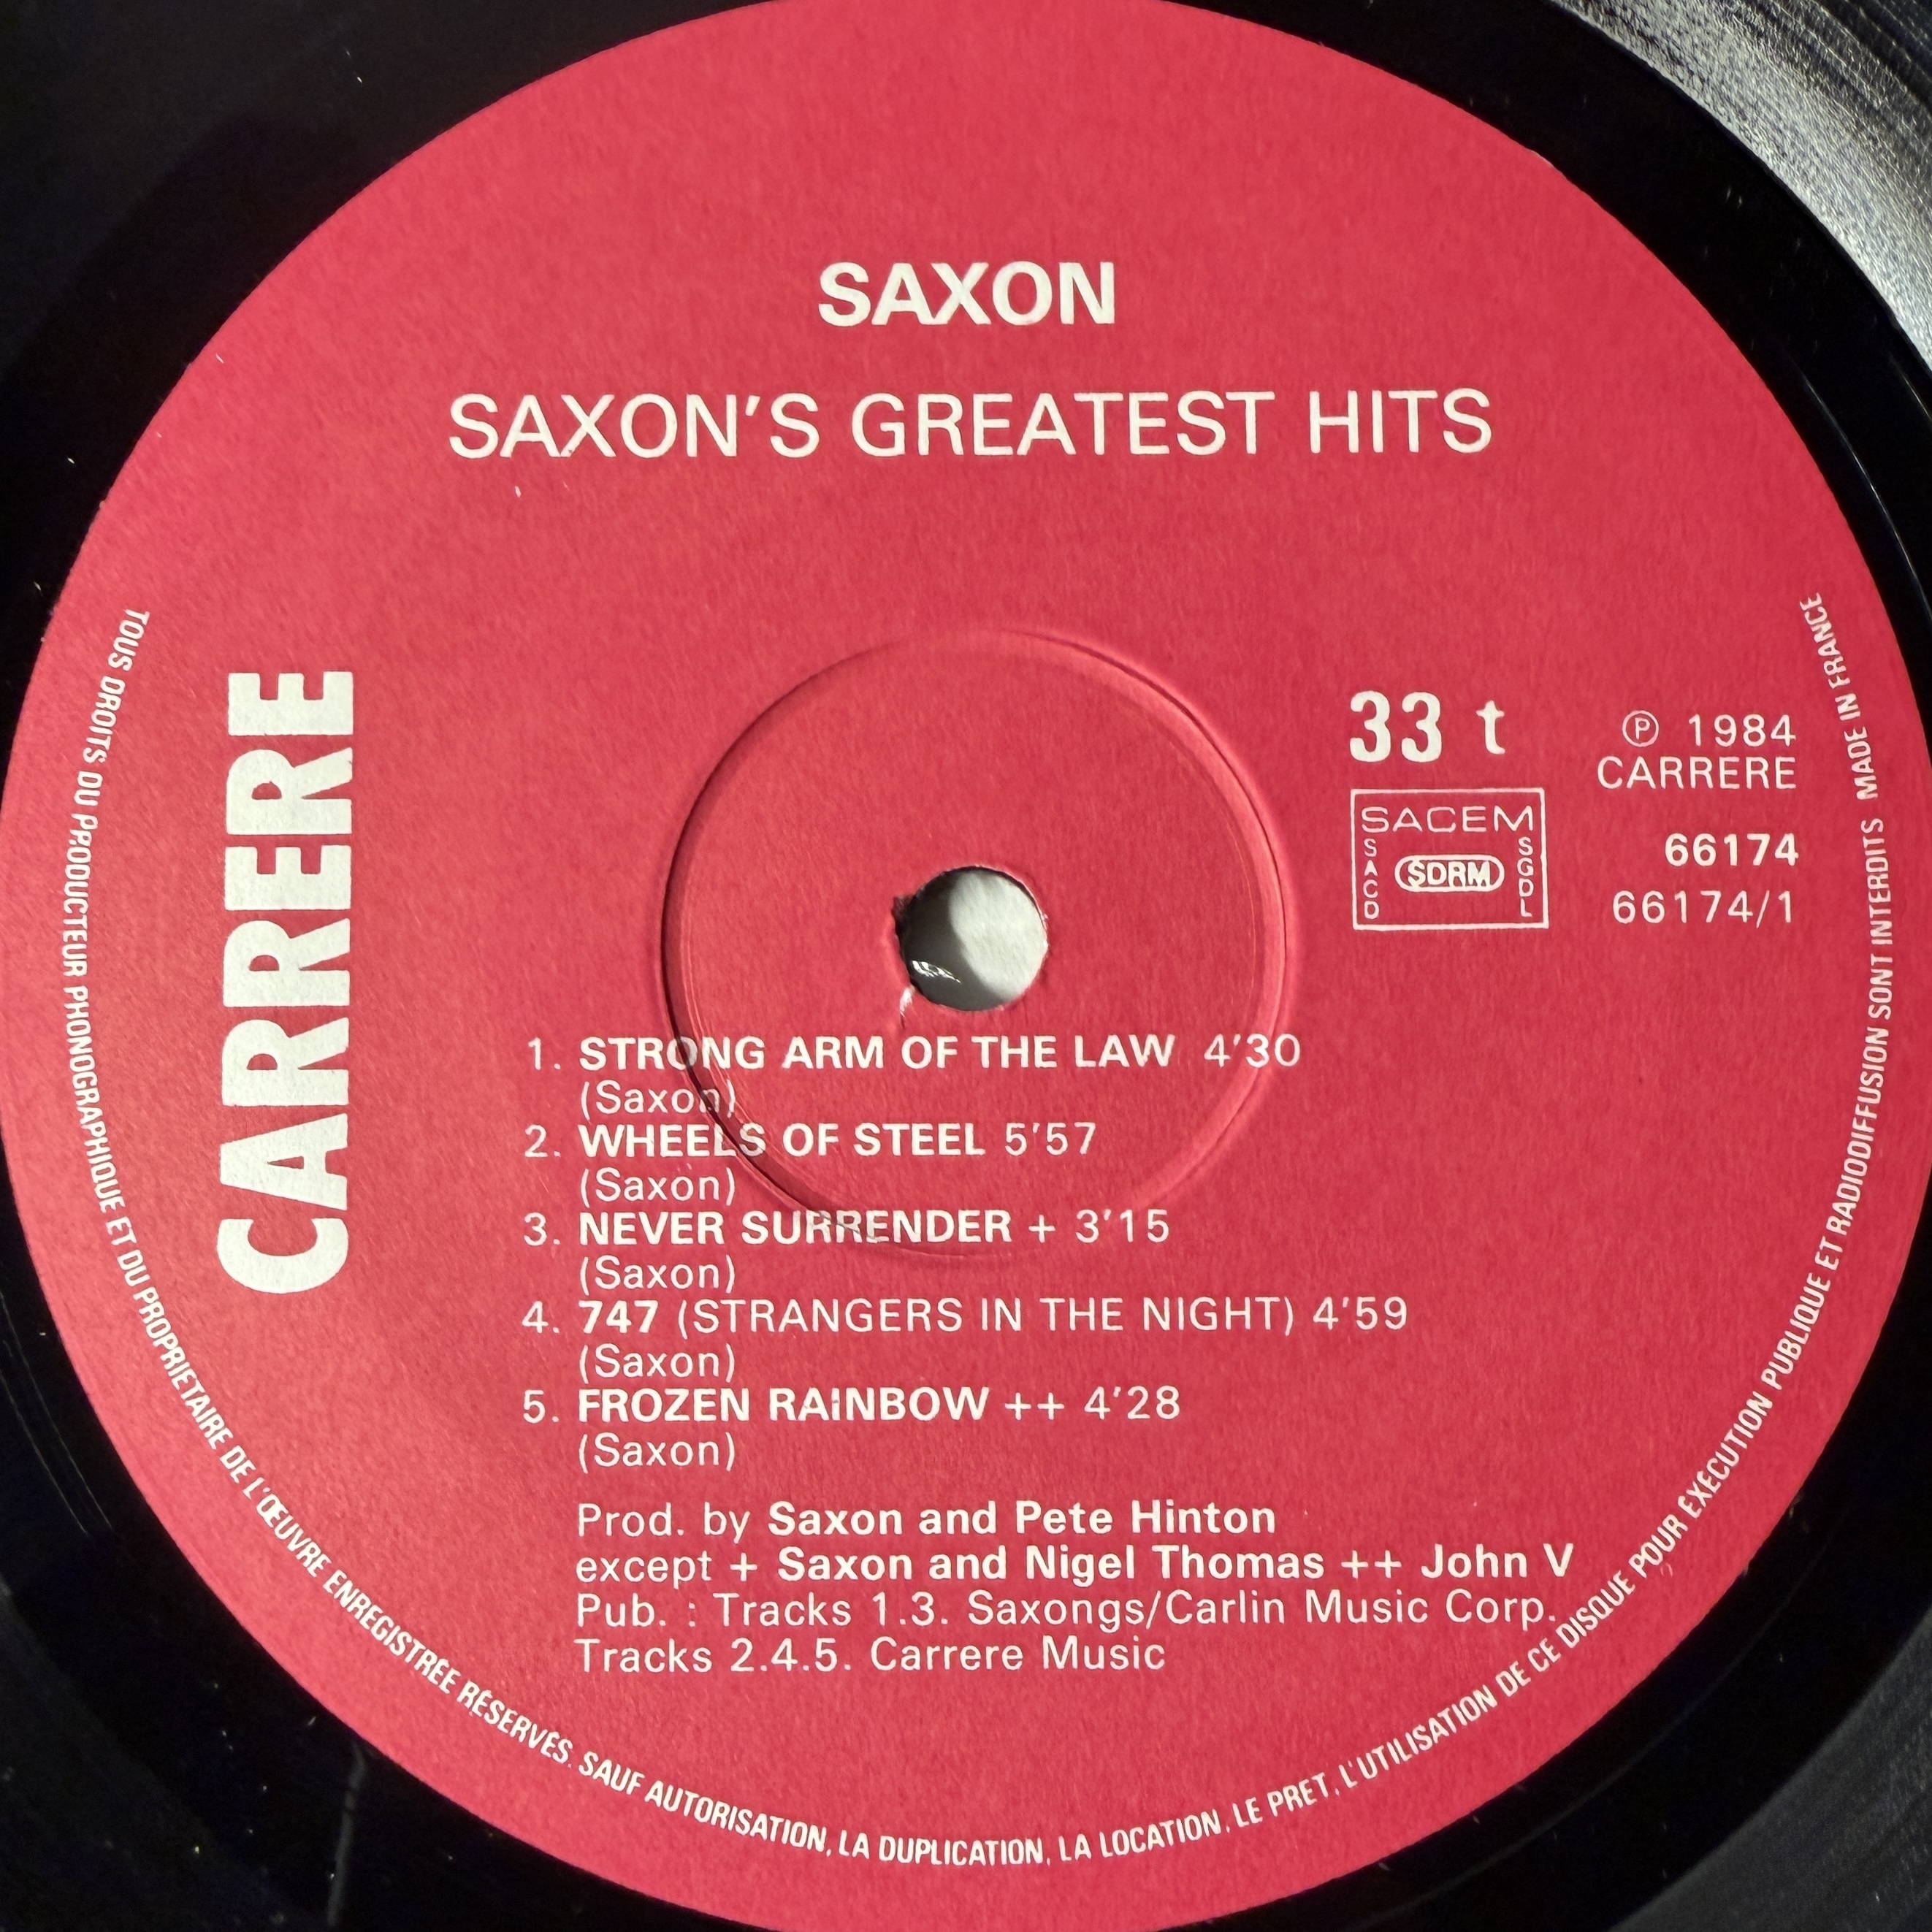 SAXON
SAXON'S GREATEST HITS
CARRERE
33 t
SACEM
SACD
SDRM
SGDL
Ⓟ 1984
CARRERE
66174
66174/1
1. STRONG ARM OF THE LAW 4'30
(Saxon)
2. WHEELS OF STEEL 5'57
(Saxon)
3. NEVER SURRENDER + 3'15
(Saxon)
4. 747 (STRANGERS IN THE NIGHT) 4'59
(Saxon)
5. FROZEN RAINBOW ++ 4'28
(Saxon)
Prod. by Saxon and Pete Hinton
except + Saxon and Nigel Thomas ++ John V
Pub. : Tracks 1.3. Saxongs/Carlin Music Corp.
Tracks 2.4.5. Carrere Music
TOUS DROITS DU PRODUCTEUR PHONOGRAPHIQUE ET DU PROPRIETAIRE DE L'ŒUVRE ENREGISTRÉE RÉSERVÉS. SAUF AUTORISATION, LA DUPLICATION, LA LOCATION, LE PRET, L'UTILISATION DE CE DISQUE POUR EXÉCUTION PUBLIQUE ET RADIODIFFUSION SONT INTERDITS MADE IN FRANCE